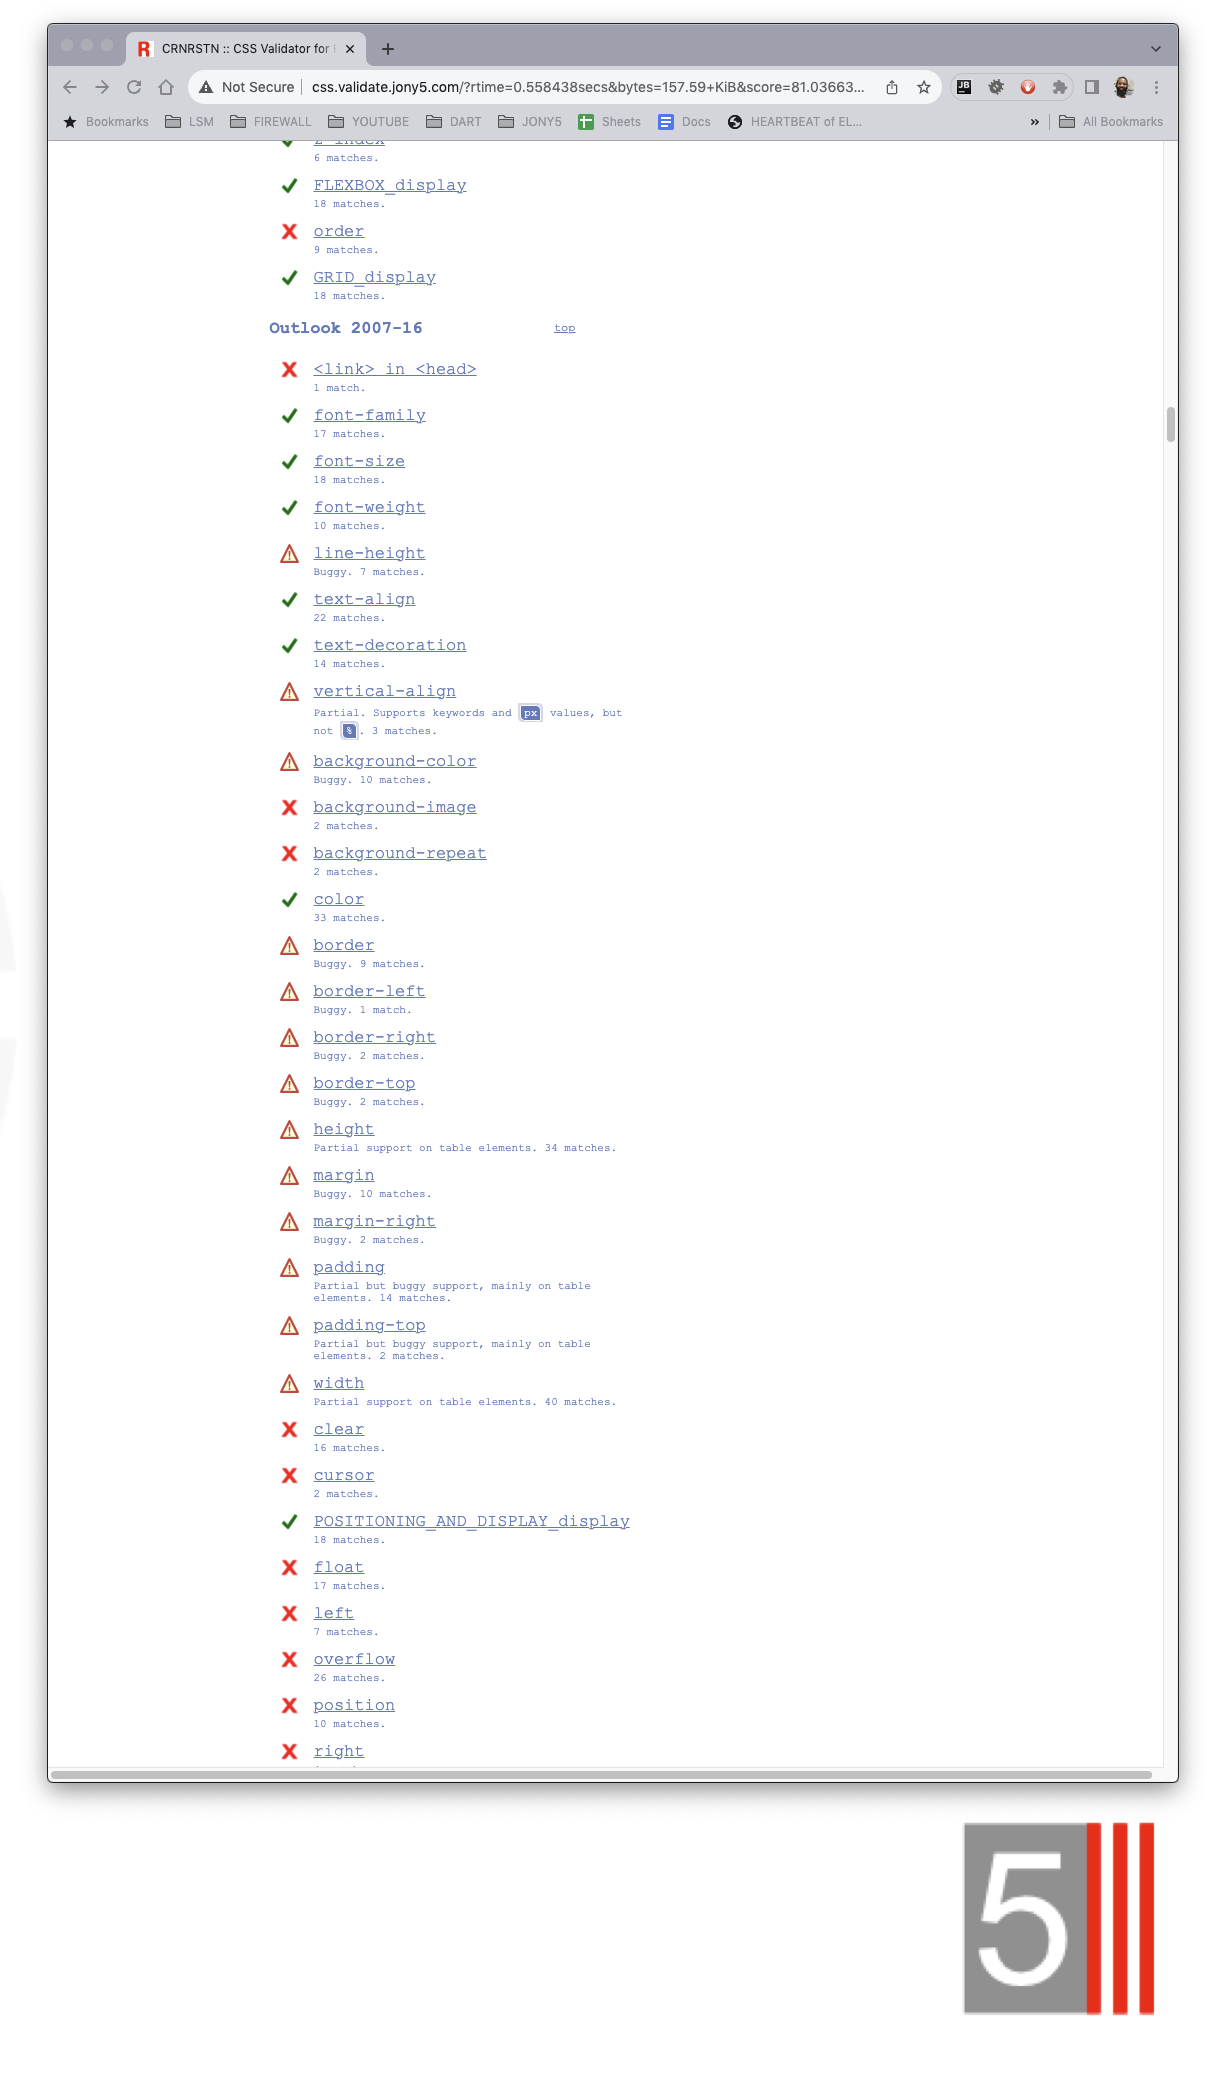 CRNRSTN :: CSS Validator for
Not Secure
css.validate.jony5.com/?rtime=0.558438secs&bytes=157.59+KiB&score=81.03663...
JB
Bookmarks
LSM
FIREWALL
YOUTUBE
DART
JONY5
Sheets
Docs
HEARTBEAT of EL...
»
All Bookmarks
z-index
6 matches.
FLEXBOX_display
18 matches.
order
9 matches.
GRID_display
18 matches.
Outlook 2007-16
top
<link> in <head>
1 match.
font-family
17 matches.
font-size
18 matches.
font-weight
10 matches.
line-height
Buggy. 7 matches.
text-align
22 matches.
text-decoration
14 matches.
vertical-align
Partial. Supports keywords and px values, but
not %. 3 matches.
background-color
Buggy. 10 matches.
background-image
2 matches.
background-repeat
2 matches.
color
33 matches.
border
Buggy. 9 matches.
border-left
Buggy. 1 match.
border-right
Buggy. 2 matches.
border-top
Buggy. 2 matches.
height
Partial support on table elements. 34 matches.
margin
Buggy. 10 matches.
margin-right
Buggy. 2 matches.
padding
Partial but buggy support, mainly on table
elements. 14 matches.
padding-top
Partial but buggy support, mainly on table
elements. 2 matches.
width
Partial support on table elements. 40 matches.
clear
16 matches.
cursor
2 matches.
POSITIONING_AND_DISPLAY_display
18 matches.
float
17 matches.
left
7 matches.
overflow
26 matches.
position
10 matches.
right
5